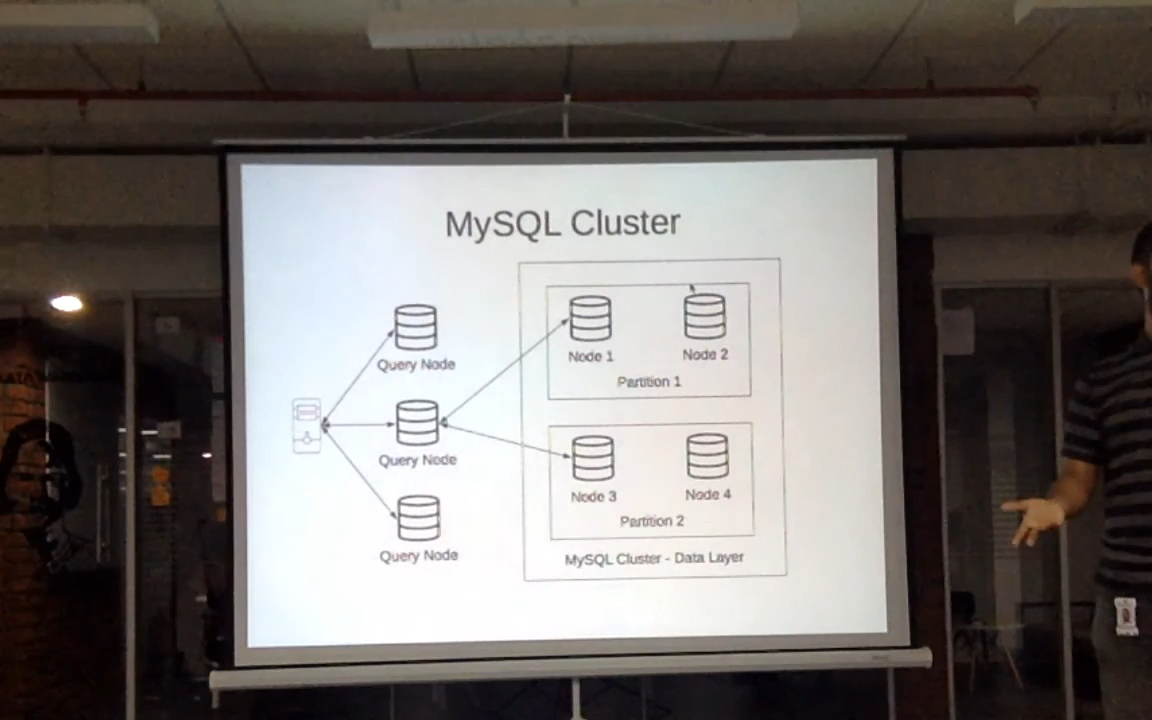 MySQL Cluster
Query Node
Query Node
Query Node
Node 1
Node 2
Partition 1
Node 3
Node 4
Partition 2
MySQL Cluster - Data Layer